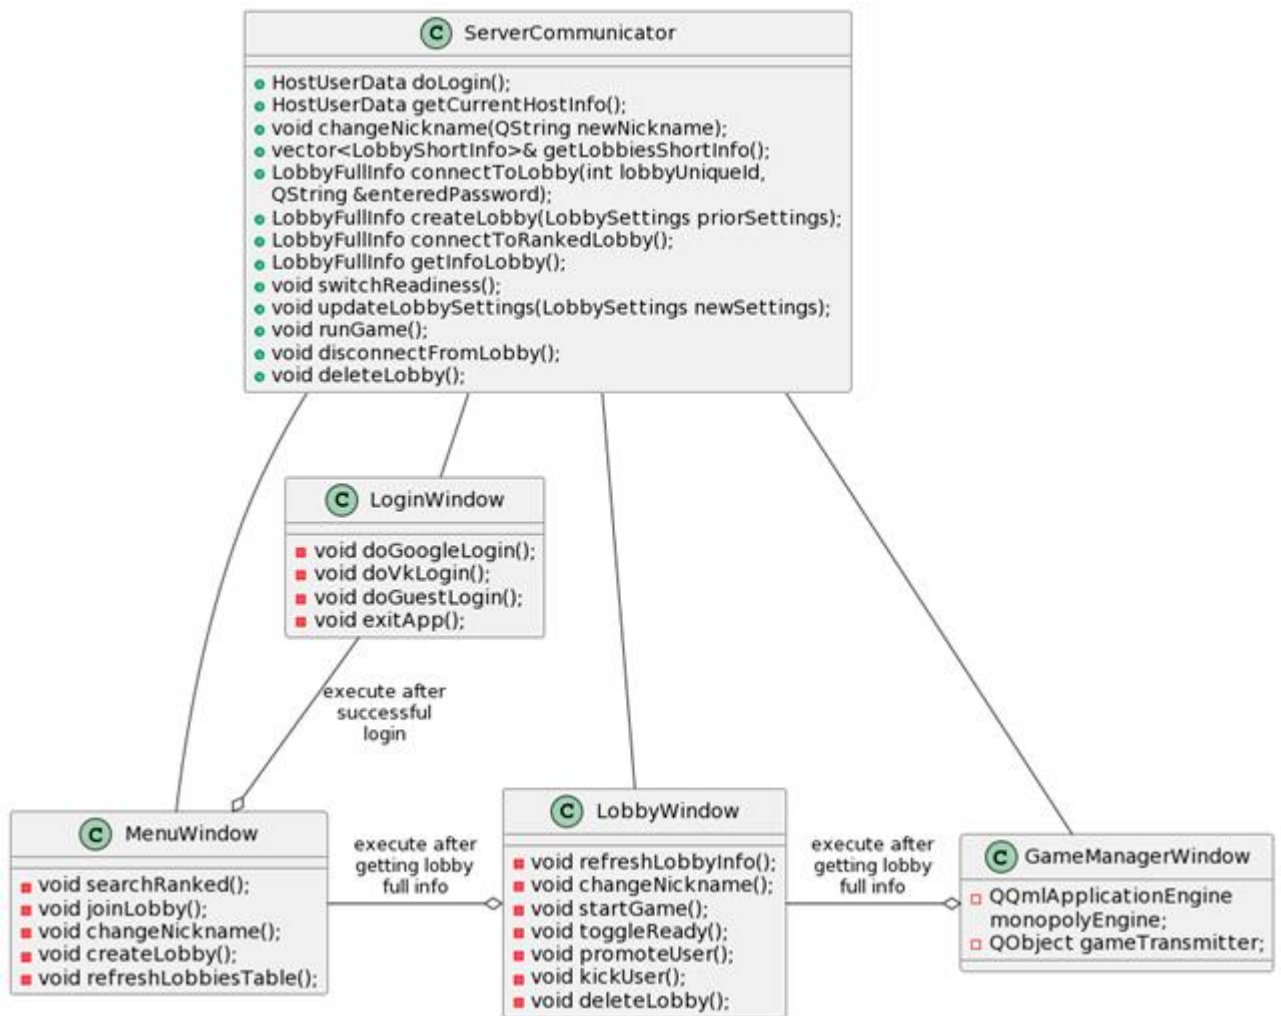 C ServerCommunicator
HostUserData doLogin();
HostUserData getCurrentHostInfo();
void changeNickname(QString newNickname);
vector<LobbyShortInfo>& getLobbiesShortInfo();
LobbyFullInfo connectToLobby(int lobbyUniqueId,
QString &enteredPassword);
LobbyFullInfo createLobby(LobbySettings priorSettings);
LobbyFullInfo connectToRankedLobby();
LobbyFullInfo getInfoLobby();
void switchReadiness();
void updateLobbySettings(LobbySettings newSettings);
void runGame();
void disconnectFromLobby();
void deleteLobby();
C LoginWindow
void doGoogleLogin();
void doVkLogin();
void doGuestLogin();
void exitApp();
execute after
successful
login
C MenuWindow
void searchRanked();
void joinLobby();
void changeNickname();
void createLobby();
void refreshLobbiesTable();
execute after
getting lobby
full info
C LobbyWindow
void refreshLobbyInfo();
void changeNickname();
void startGame();
void toggleReady();
void promoteUser();
void kickUser();
void deleteLobby();
execute after
getting lobby
full info
C GameManagerWindow
QQmlApplicationEngine
monopolyEngine;
QObject gameTransmitter;